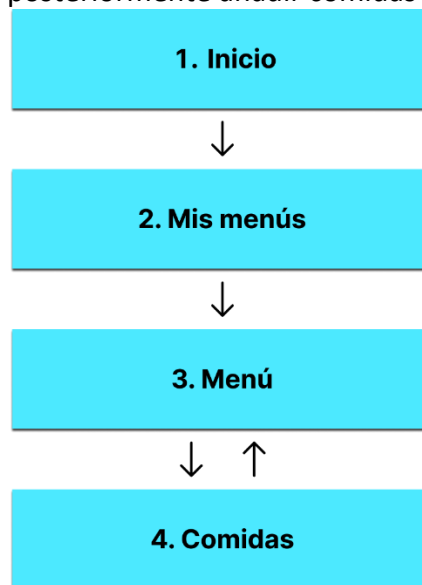 posteriormente añadir comidas
1. Inicio
2. Mis menús
3. Menú
4. Comidas